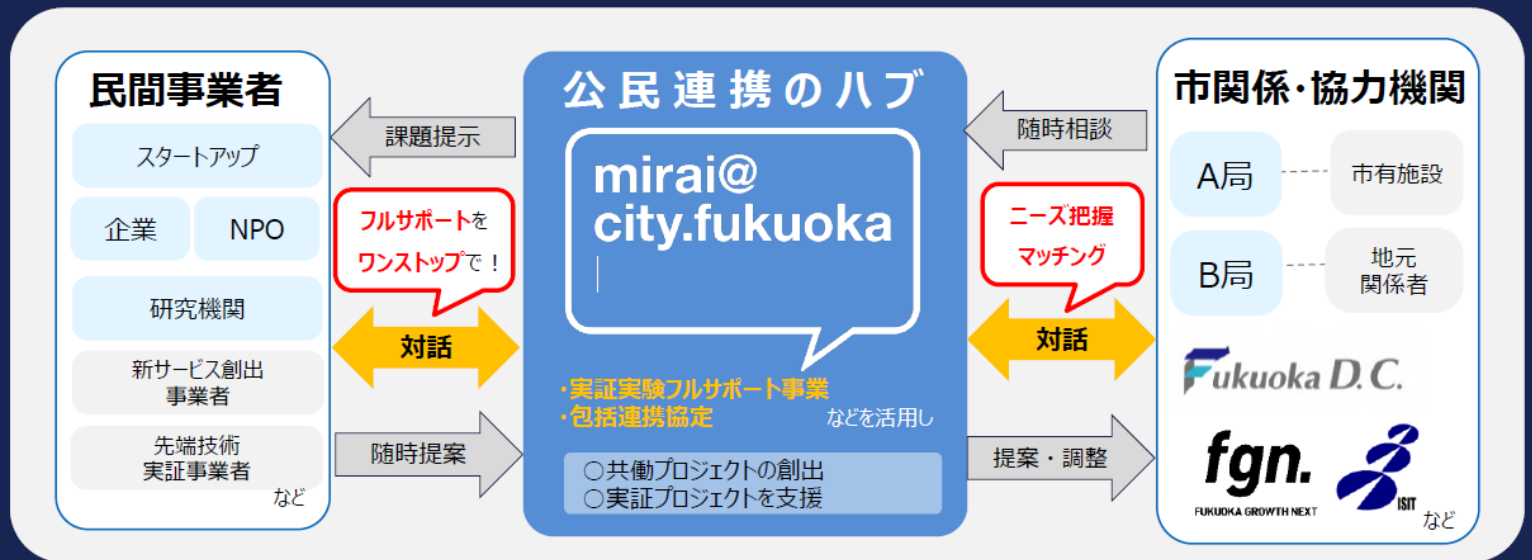 民間事業者
スタートアップ
企業
NPO
研究機関
新サービス創出
事業者
先端技術
実証事業者
など
課題提示
フルサポートを
ワンストップで！
対話
随時提案
公民連携のハブ
mirai@
city.fukuoka
・実証実験フルサポート事業
・包括連携協定
などを活用し
○共働プロジェクトの創出
○実証プロジェクトを支援
随時相談
ニーズ把握
マッチング
対話
提案・調整
市関係・協力機関
A局
市有施設
B局
地元
関係者
Fukuoka D.C.
fgn.
FUKUOKA GROWTH NEXT
ISIT
など